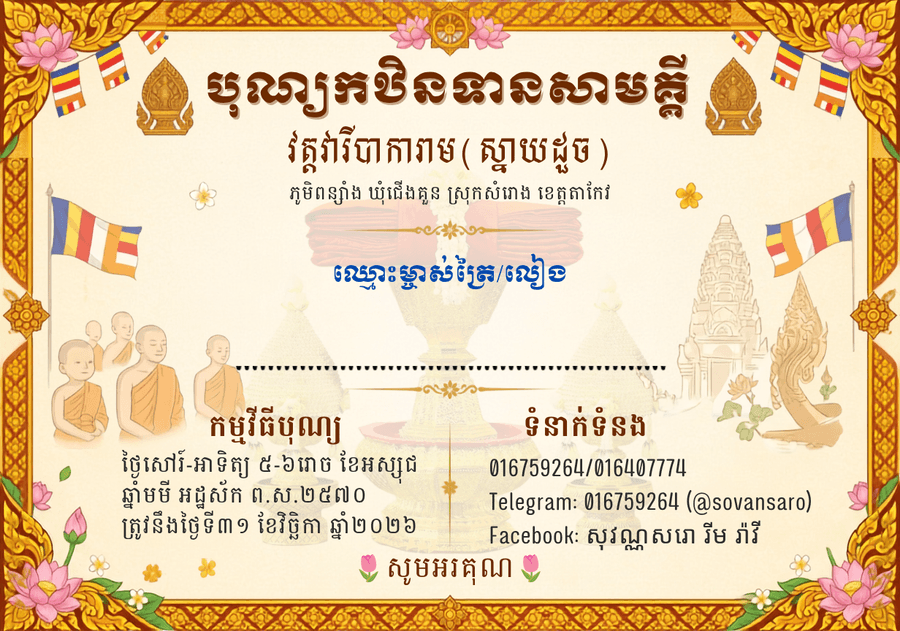 បុណ្យកឋិនទានសាមគ្គី
វត្តវារីបាការាម ( ស្នាយដួច )
ភូមិពន្សាំង ឃុំជើងគួន ស្រុកសំរោង ខេត្តតាកែវ
ឈ្មោះម្ចាស់ត្រៃ/លៀង
កម្មវីធីបុណ្យ
ថ្ងៃសៅរ៍-អាទិត្យ ៥-៦រោច ខែអស្សុជ
ឆ្នាំមមី អដ្ឋស័ក ព.ស.២៥៧០
ត្រូវនឹងថ្ងៃទី៣១ ខែវិច្ឆិកា ឆ្នាំ២០២៦
ទំនាក់ទំនង
016759264/016407774
Telegram: 016759264 (@sovansaro)
Facebook: សុវណ្ណសរោ រីម រ៉ាវី
សូមអរគុណ